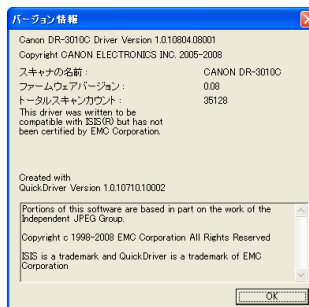 バージョン情報
Canon DR-3010C Driver Version 1.0.10804.08001
Copyright CANON ELECTRONICS INC. 2005-2008
スキャナの名前 : CANON DR-3010C
ファームウェアバージョン : 0.08
トータルスキャンカウント : 35128
This driver was written to be
compatible with ISIS(R) but has not
been certified by EMC Corporation.
Created with
QuickDriver Version 1.0.10710.10002
Portions of this software are based in part on the work of the
Independent JPEG Group.
Copyright c 1998-2008 EMC Corporation All Rights Reserved
ISIS is a trademark and QuickDriver is a trademark of EMC
Corporation
OK